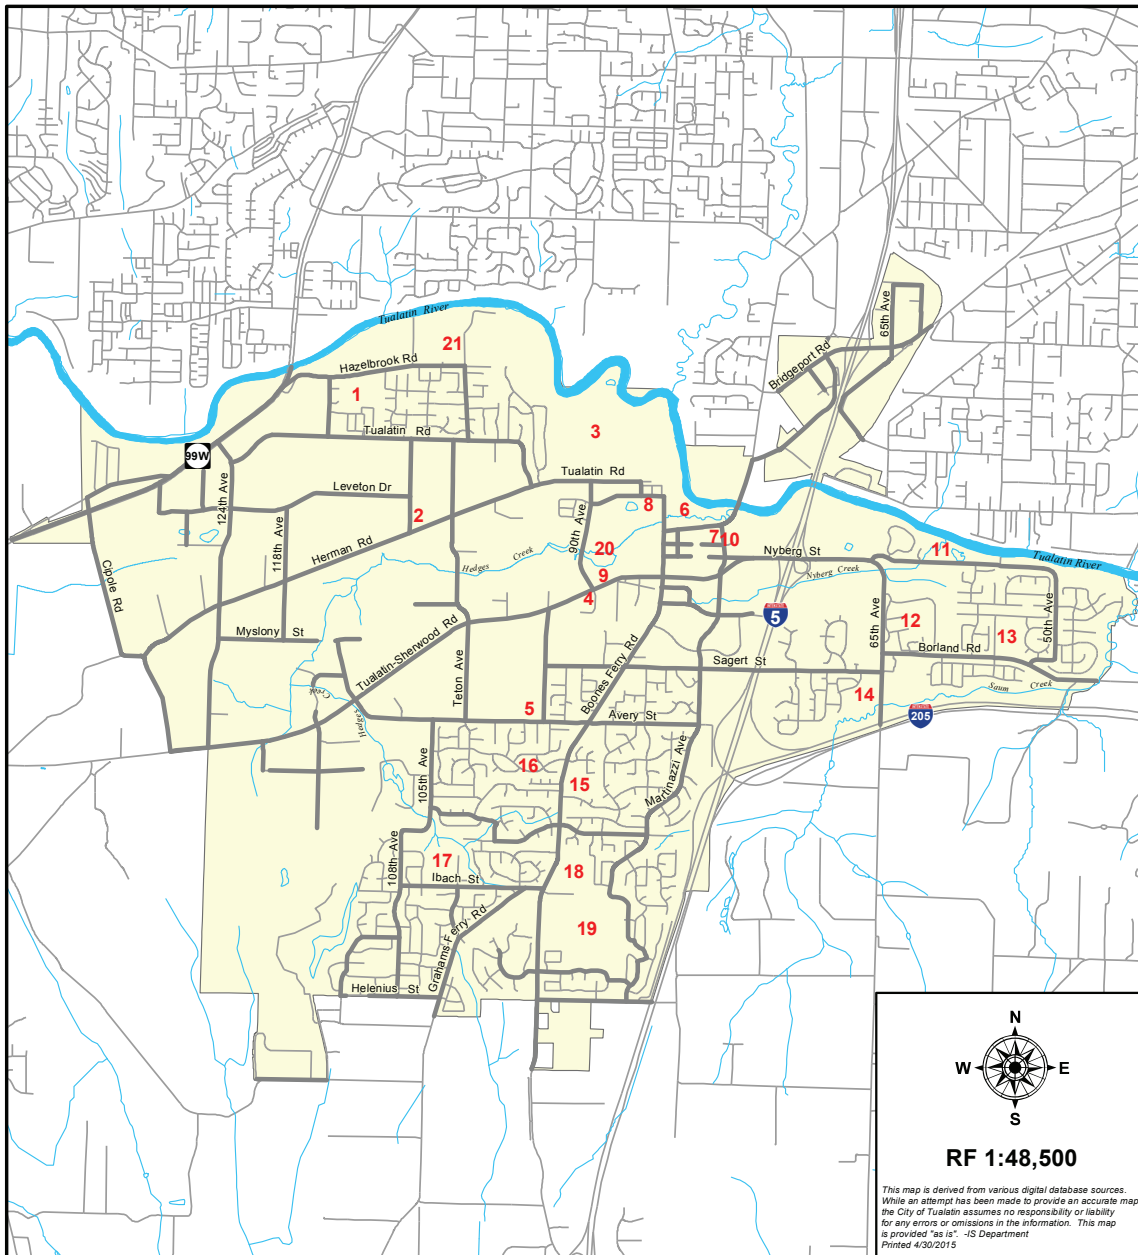 65th Ave
Tualatin River
Bridgeport Rd
21
Hazelbrook Rd
1
3
Tualatin Rd
99W
Tualatin Rd
124th Ave
Leveton Dr
2
8
6
90th Ave
7
10
118th Ave
Herman Rd
20
Nyberg St
11
Hedges Creek
Tualatin River
Cipole Rd
9
Nyberg Creek
4
5
65th Ave
12
50th Ave
Myslony St
13
Tualatin-Sherwood Rd
Boones Ferry Rd
Borland Rd
Teton Ave
Sagert St
Hedges Creek
14
Saum Creek
5
Avery St
205
105th Ave
16
Martinazzi Ave
15
108th Ave
17
Ibach St
18
Grahams-Ferry-Rd
19
Helenius St
N
W
E
S
RF 1:48,500
This map is derived from various digital database sources.
While an attempt has been made to provide an accurate map,
the City of Tualatin assumes no responsibility or liability
for any errors or omissions in the information. This map
is provided "as is". -IS Department
Printed 4/30/2015